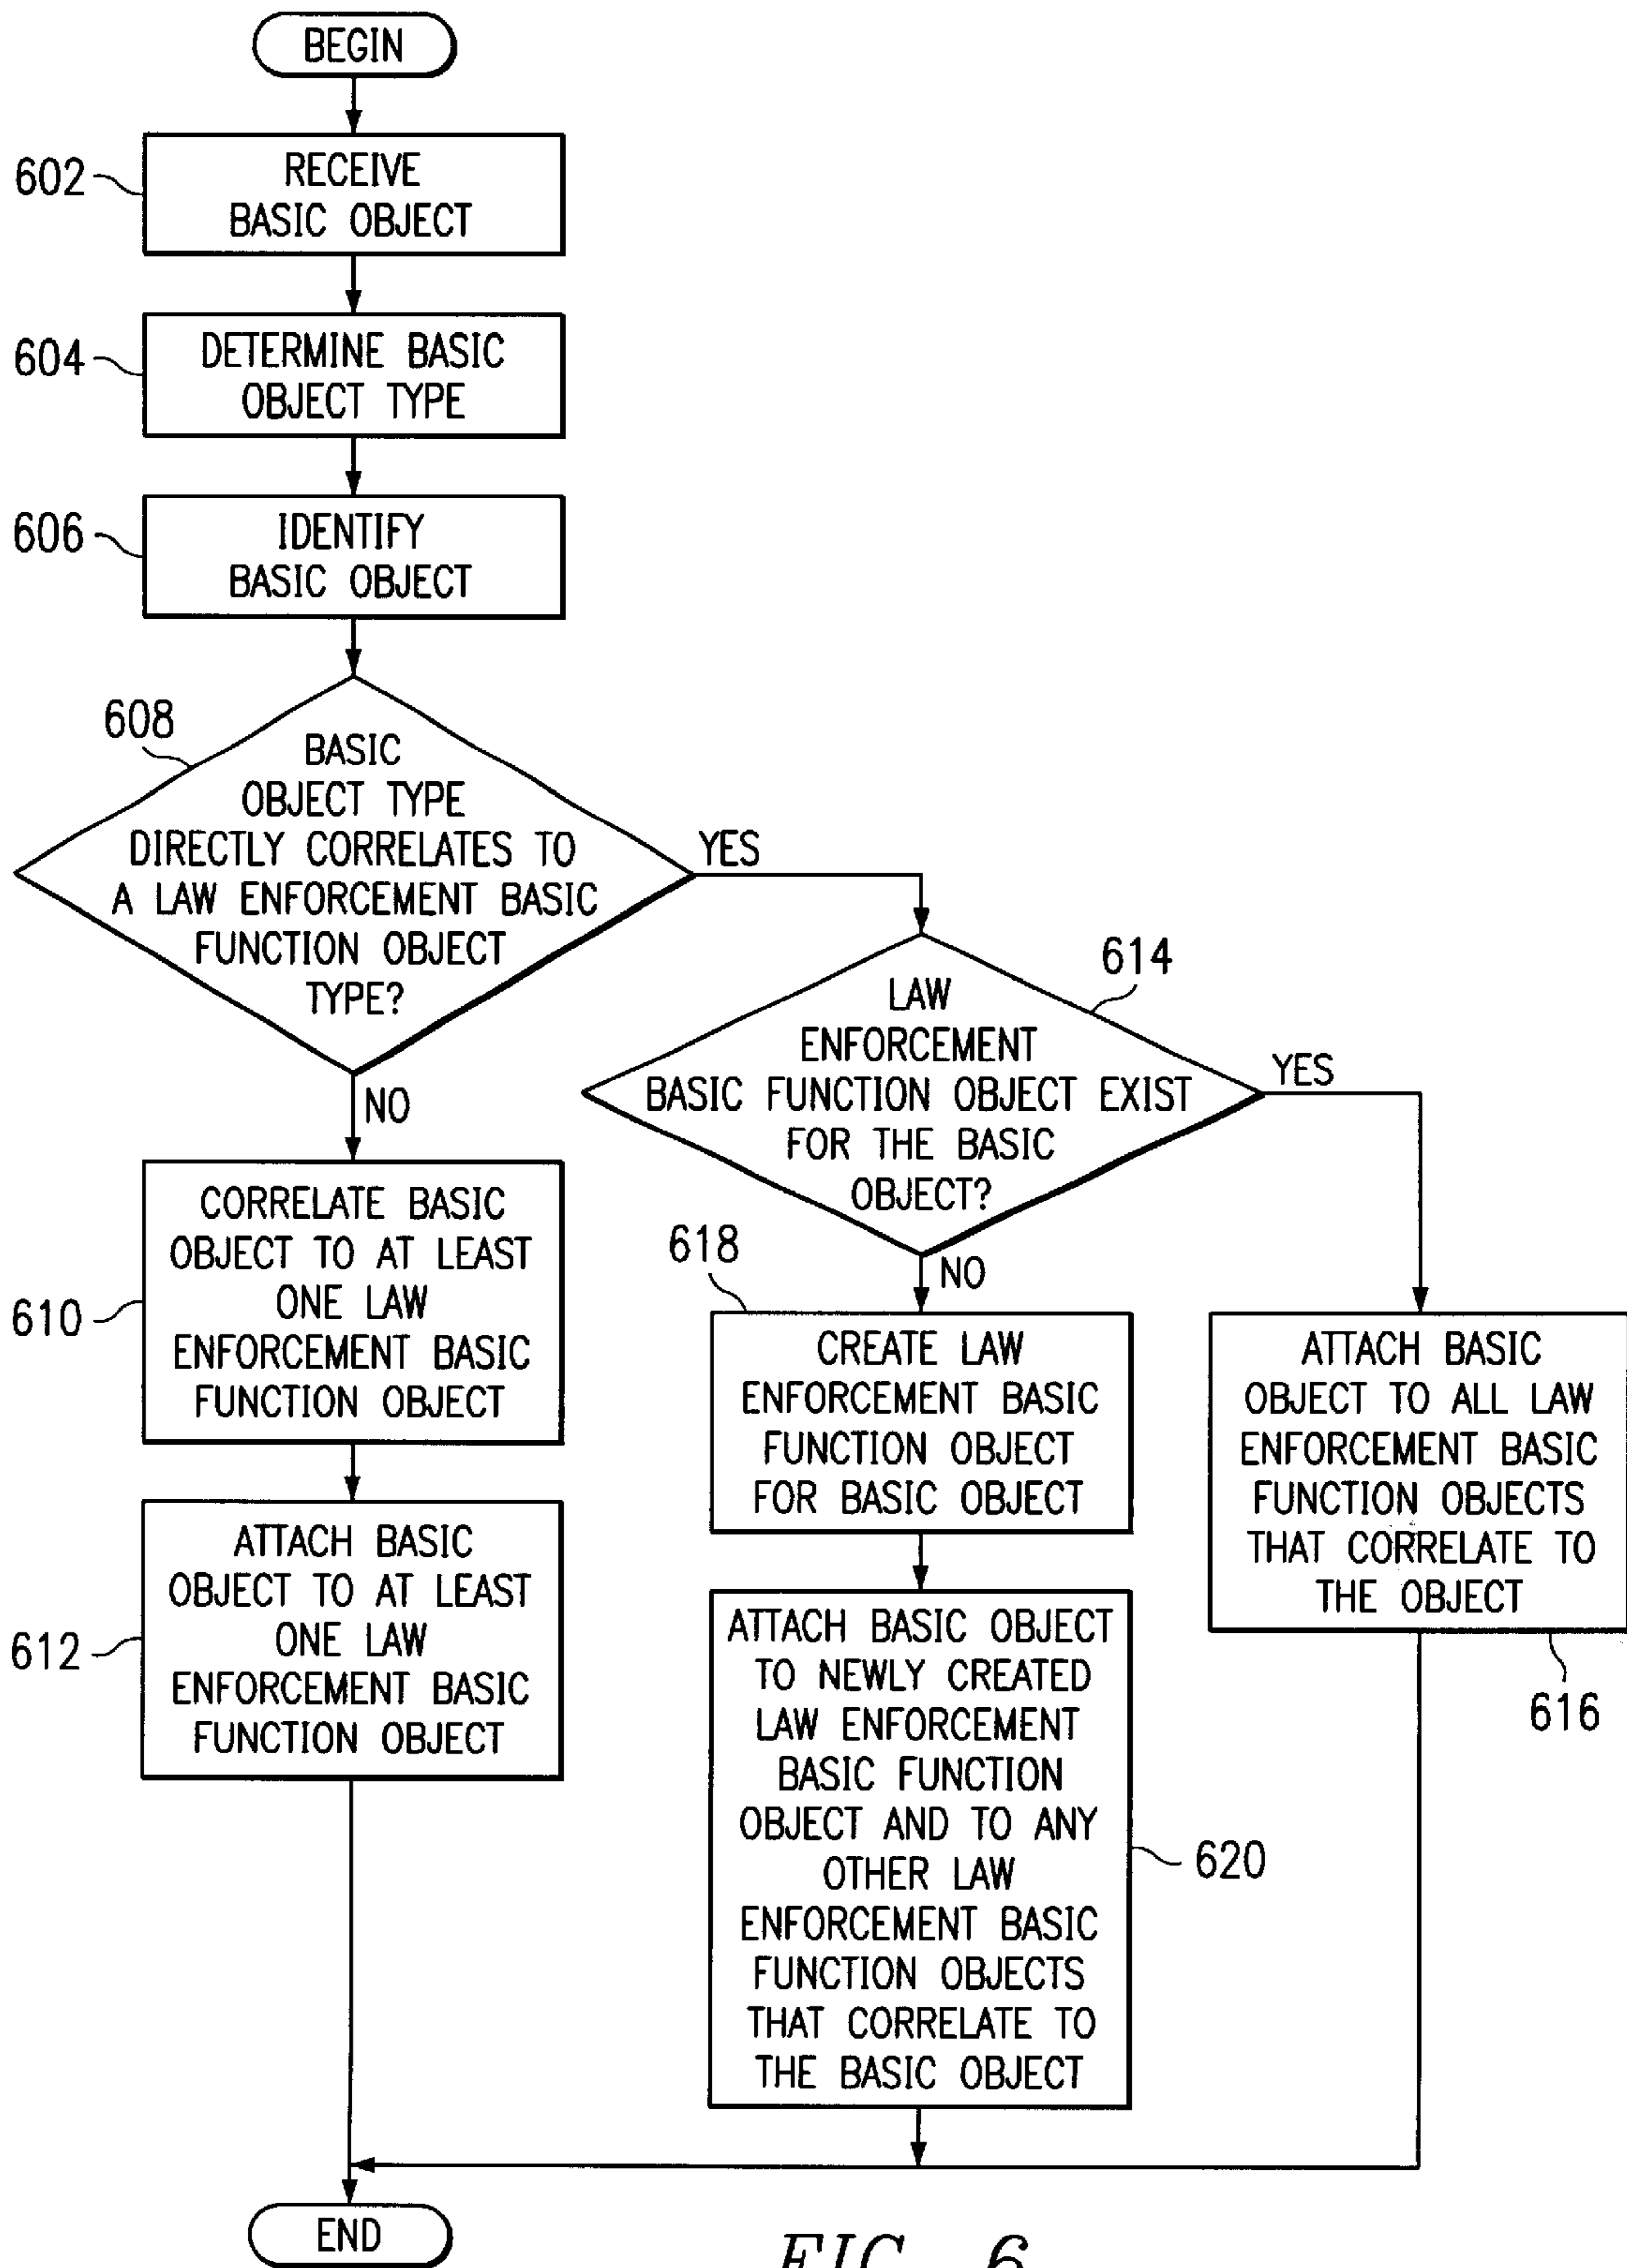 BEGIN
602
RECEIVE
BASIC OBJECT
604
DETERMINE BASIC
OBJECT TYPE
606
IDENTIFY
BASIC OBJECT
608
BASIC
OBJECT TYPE
DIRECTLY CORRELATES TO
A LAW ENFORCEMENT BASIC
FUNCTION OBJECT
TYPE?
YES
NO
614
LAW
ENFORCEMENT
BASIC FUNCTION OBJECT EXIST
FOR THE BASIC
OBJECT?
YES
NO
610
CORRELATE BASIC
OBJECT TO AT LEAST
ONE LAW
ENFORCEMENT BASIC
FUNCTION OBJECT
618
CREATE LAW
ENFORCEMENT BASIC
FUNCTION OBJECT
FOR BASIC OBJECT
ATTACH BASIC
OBJECT TO ALL LAW
ENFORCEMENT BASIC
FUNCTION OBJECTS
THAT CORRELATE TO
THE OBJECT
616
612
ATTACH BASIC
OBJECT TO AT LEAST
ONE LAW
ENFORCEMENT BASIC
FUNCTION OBJECT
ATTACH BASIC OBJECT
TO NEWLY CREATED
LAW ENFORCEMENT
BASIC FUNCTION
OBJECT AND TO ANY
OTHER LAW
ENFORCEMENT BASIC
FUNCTION OBJECTS
THAT CORRELATE TO
THE BASIC OBJECT
620
END
FIG. 6